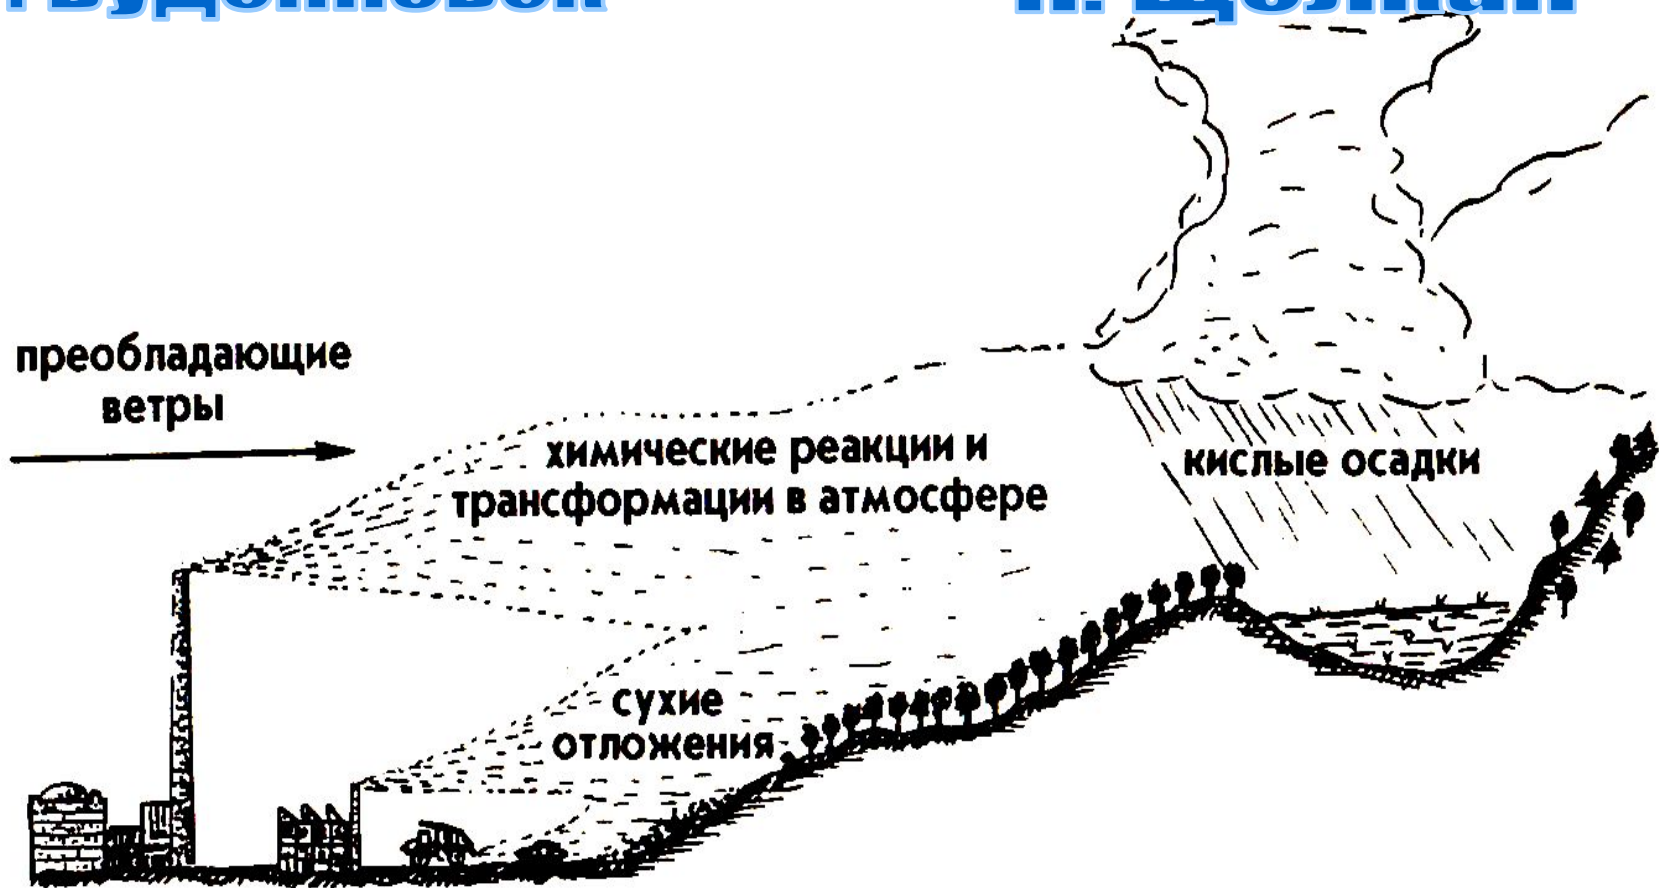 преобладающие
ветры
химические реакции и
трансформации в атмосфере
кислые осадки
сухие
отложения